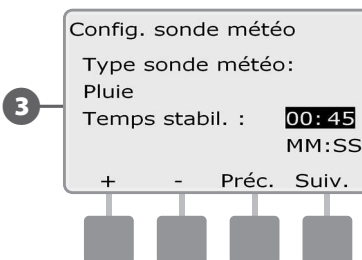 Config. sonde météo
Type sonde météo:
Pluie
3
Temps stabil. : 00:45
MM:SS
+ - Préc. Suiv.